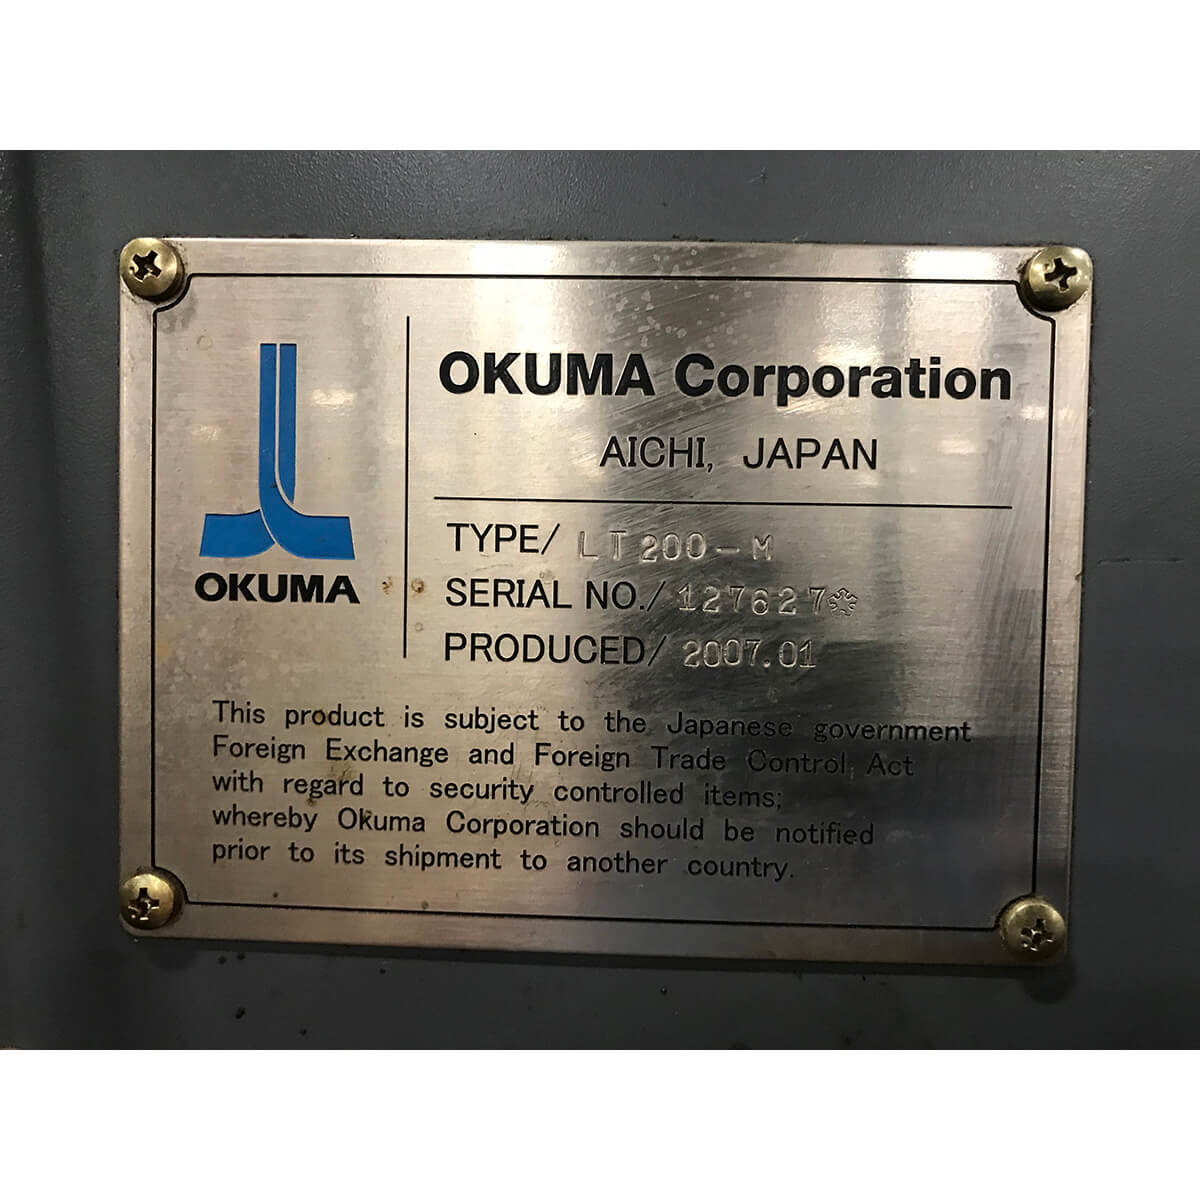 OKUMA
OKUMA Corporation
AICHI, JAPAN
TYPE/ LT200-M
SERIAL NO./ 127627
PRODUCED/ 2007.01
This product is subject to the Japanese government
Foreign Exchange and Foreign Trade Control Act
with regard to security controlled items;
whereby Okuma Corporation should be notified
prior to its shipment to another country.